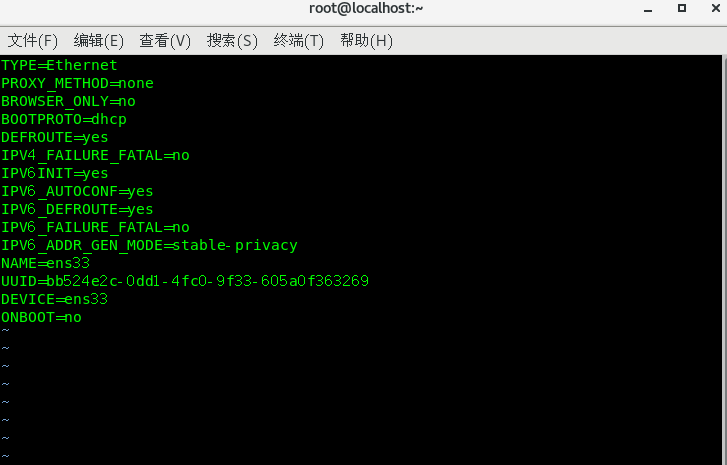 root@localhost:~
文件(F) 编辑(E) 查看(V) 搜索(S) 终端(T) 帮助(H)
TYPE=Ethernet
PROXY_METHOD=none
BROWSER_ONLY=no
BOOTPROTO=dhcp
DEFROUTE=yes
IPV4_FAILURE_FATAL=no
IPV6INIT=yes
IPV6_AUTOCONF=yes
IPV6_DEFROUTE=yes
IPV6_FAILURE_FATAL=no
IPV6_ADDR_GEN_MODE=stable-privacy
NAME=ens33
UUID=bb524e2c-0dd1-4fc0-9f33-605a0f363269
DEVICE=ens33
ONBOOT=no
~
~
~
~
~
~
~
~